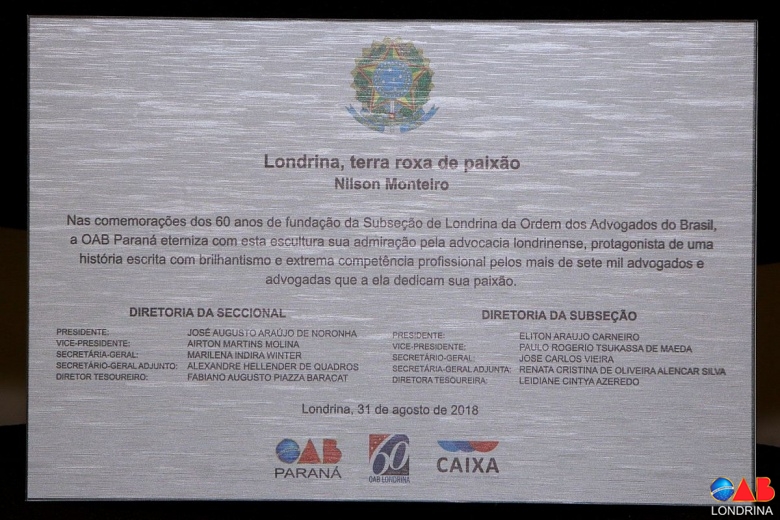 Londrina, terra roxa de paixão
Nilson Monteiro
Nas comemorações dos 60 anos de fundação da Subseção de Londrina da Ordem dos Advogados do Brasil,
a OAB Paraná eterniza com esta escultura sua admiração pela advocacia londrinense, protagonista de uma
história escrita com brilhantismo e extrema competência profissional pelos mais de sete mil advogados e
advogadas que a ela dedicam sua paixão.
DIRETORIA DA SECCIONAL
PRESIDENTE: JOSÉ AUGUSTO ARAÚJO DE NORONHA
VICE-PRESIDENTE: AIRTON MARTINS MOLINA
SECRETÁRIA-GERAL: MARILENA INDIRA WINTER
SECRETÁRIO-GERAL ADJUNTO: ALEXANDRE HELLENDER DE QUADROS
DIRETOR TESOUREIRO: FABIANO AUGUSTO PIAZZA BARACAT
DIRETORIA DA SUBSEÇÃO
PRESIDENTE: ELITON ARAUJO CARNEIRO
VICE-PRESIDENTE: PAULO ROGERIO TSUKASSA DE MAEDA
SECRETÁRIO-GERAL: JOSE CARLOS VIEIRA
SECRETÁRIA-GERAL ADJUNTA: RENATA CRISTINA DE OLIVEIRA ALENCAR SILVA
DIRETORA TESOUREIRA: LEIDIANE CINTYA AZEREDO
Londrina, 31 de agosto de 2018
OAB
PARANÁ
60
OAB LONDRINA
CAIXA
OAB
LONDRINA